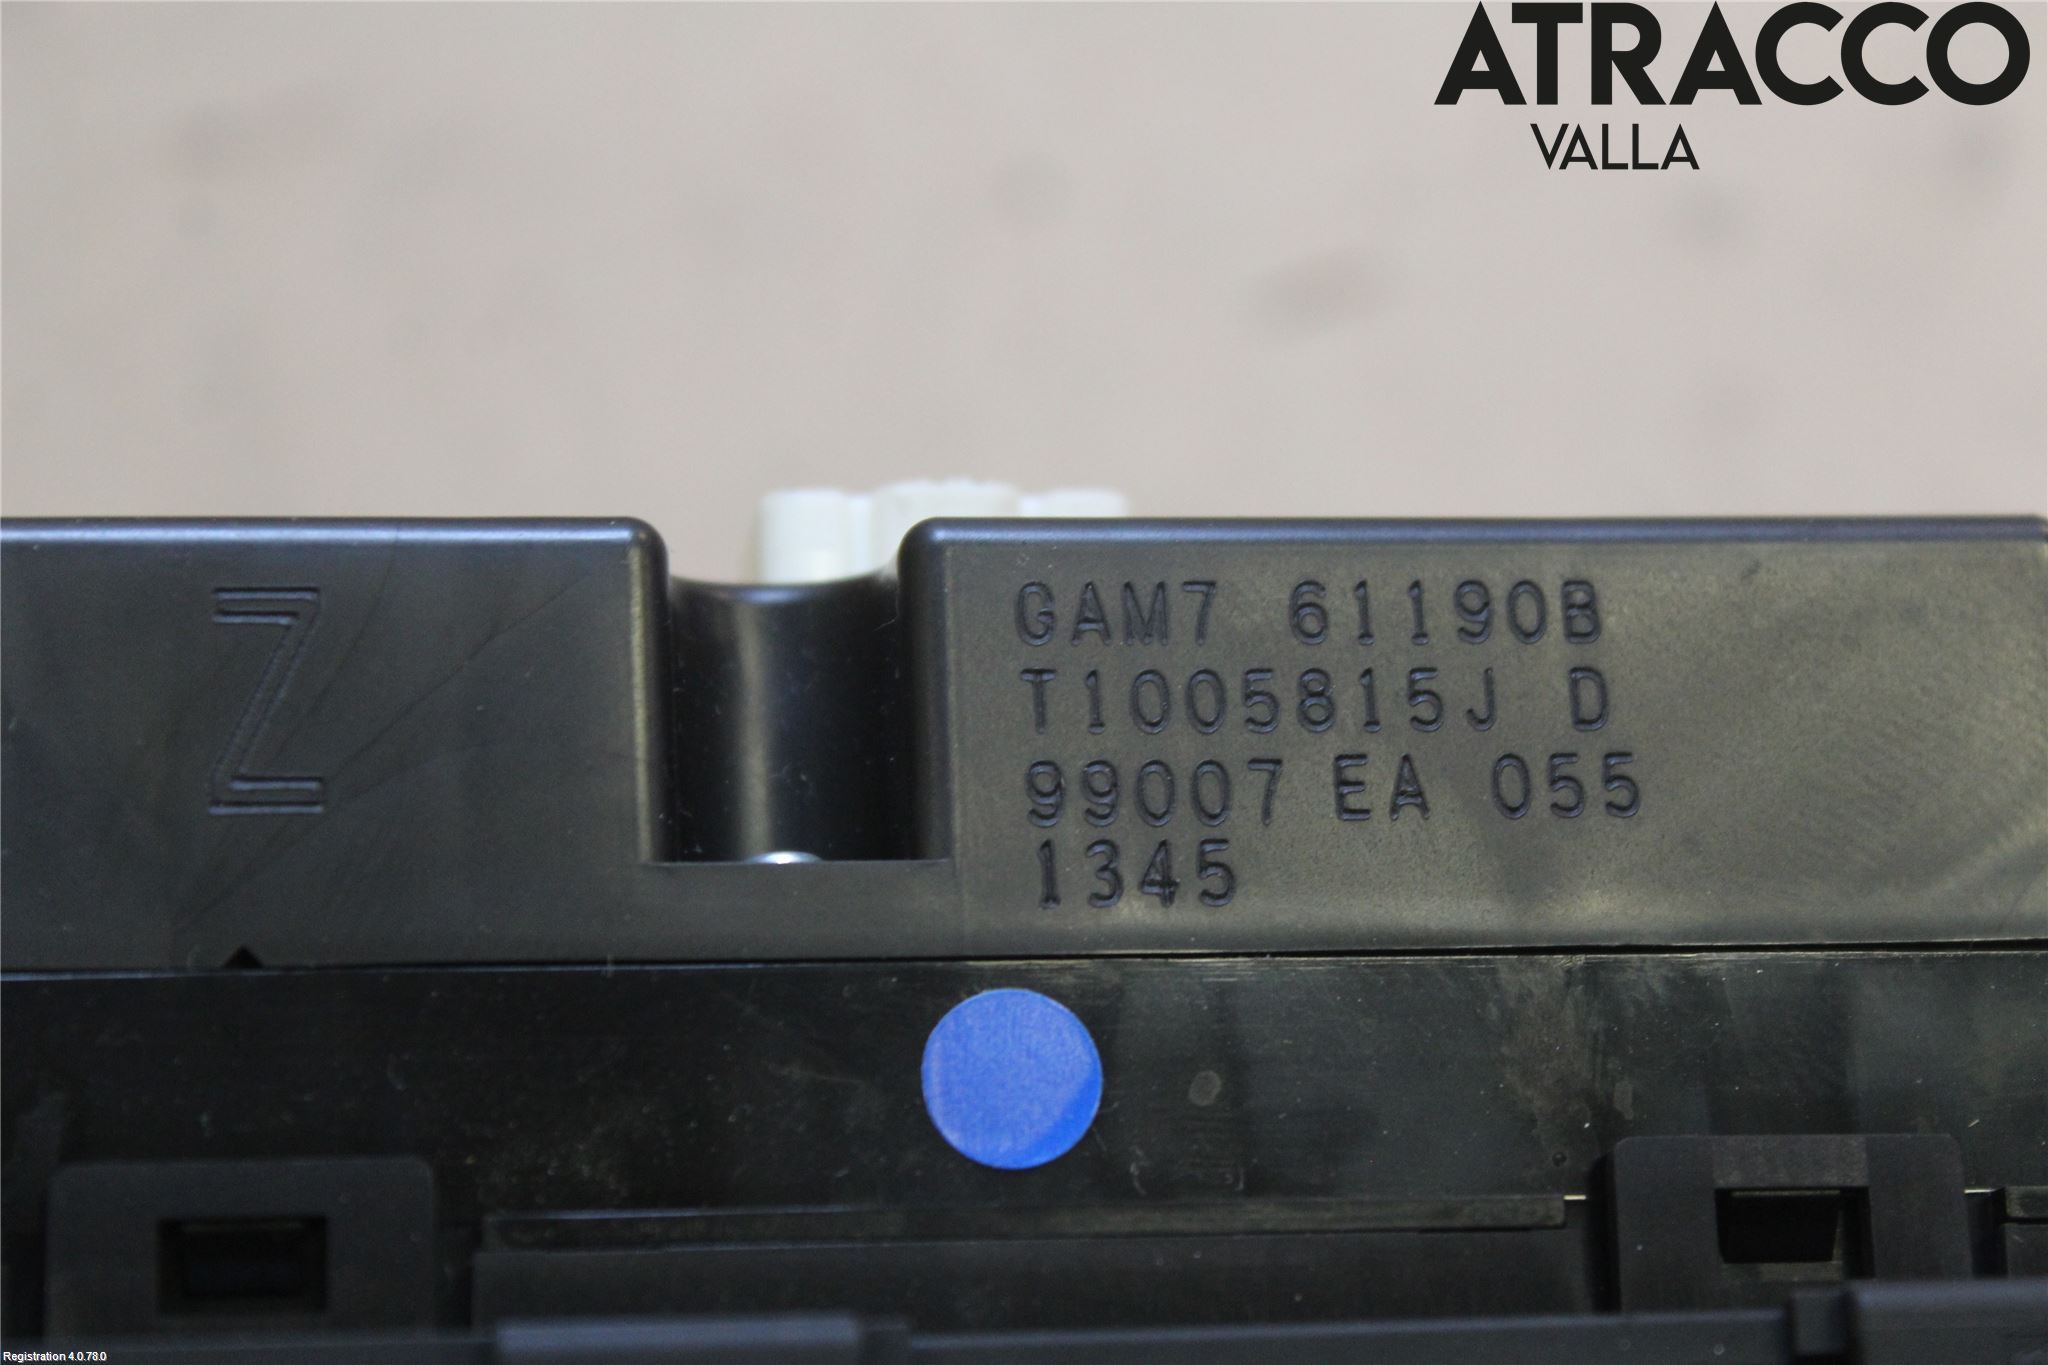 ATRACCO
VALLA
Z
GAM7 61190B
T1005815J D
99007 EA 055
1345
Registration 4.0.78.0